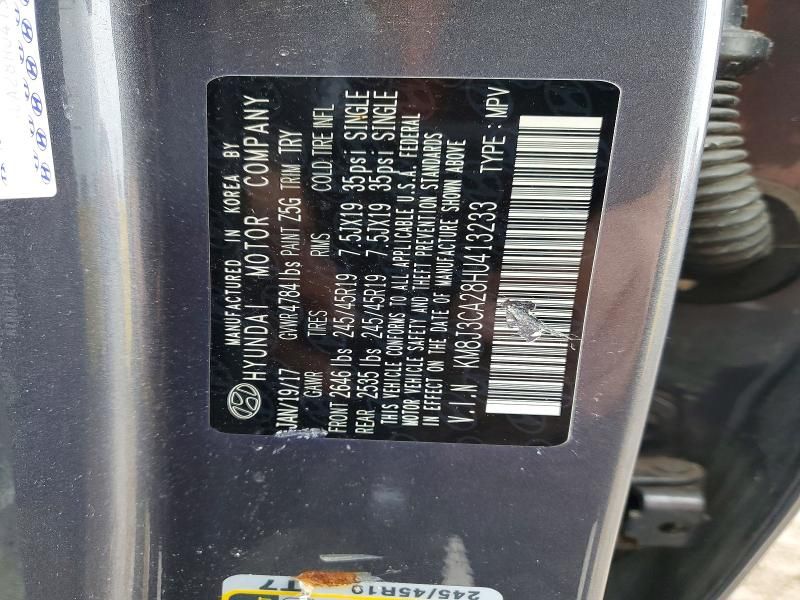 MANUFACTURED IN KOREA BY
HYUNDAI MOTOR COMPANY
JAN/19/17 GVWR 4784 lbs PAINT Z5G TRIM TRY
GAWR TIRES RIMS COLD TIRE INFL
FRONT 2646 lbs 245/45R19 7.5JX19 35psi SINGLE
REAR 2535 lbs 245/45R19 7.5JX19 35psi SINGLE
THIS VEHICLE CONFORMS TO ALL APPLICABLE U.S.A. FEDERAL
MOTOR VEHICLE SAFETY AND THEFT PREVENTION STANDARDS
IN EFFECT ON THE DATE OF MANUFACTURE SHOWN ABOVE
V.I.N KM8J3CA28HU413233 TYPE : MPV
245/45R19